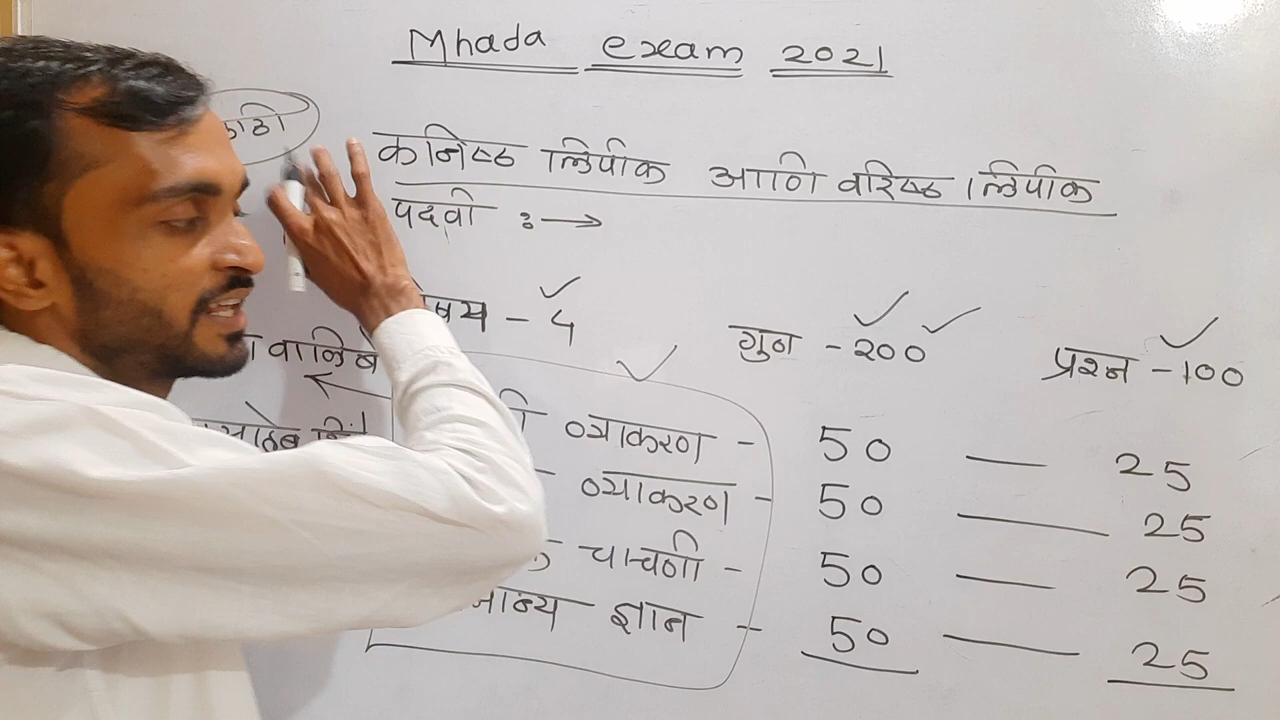 Mhada exam 2021
कनिष्ठ लिपीक आणि वरिष्ठ लिपीक
पदवी :→
- 4 गुन - 200 प्रश्न - 100
व्याकरण - 50 — 25
व्याकरण - 50 — 25
चाचणी - 50 — 25
ज्ञान - 50 — 25